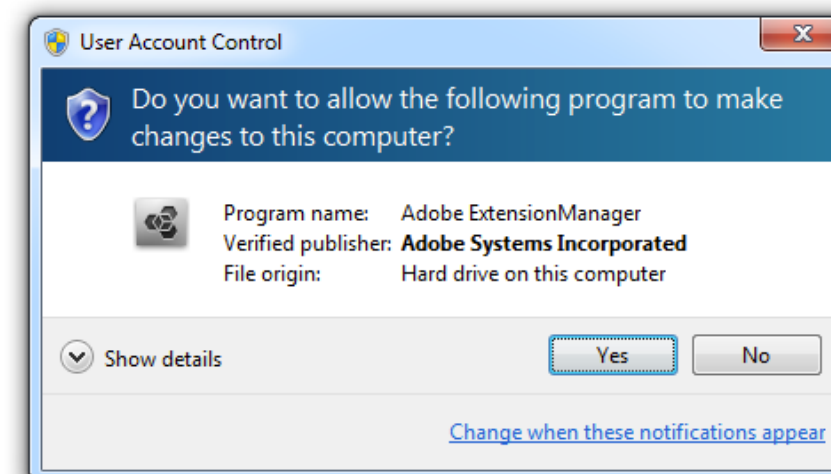 User Account Control
Do you want to allow the following program to make
changes to this computer?
Program name: Adobe ExtensionManager
Verified publisher: Adobe Systems Incorporated
File origin: Hard drive on this computer
Show details
Yes
No
Change when these notifications appear